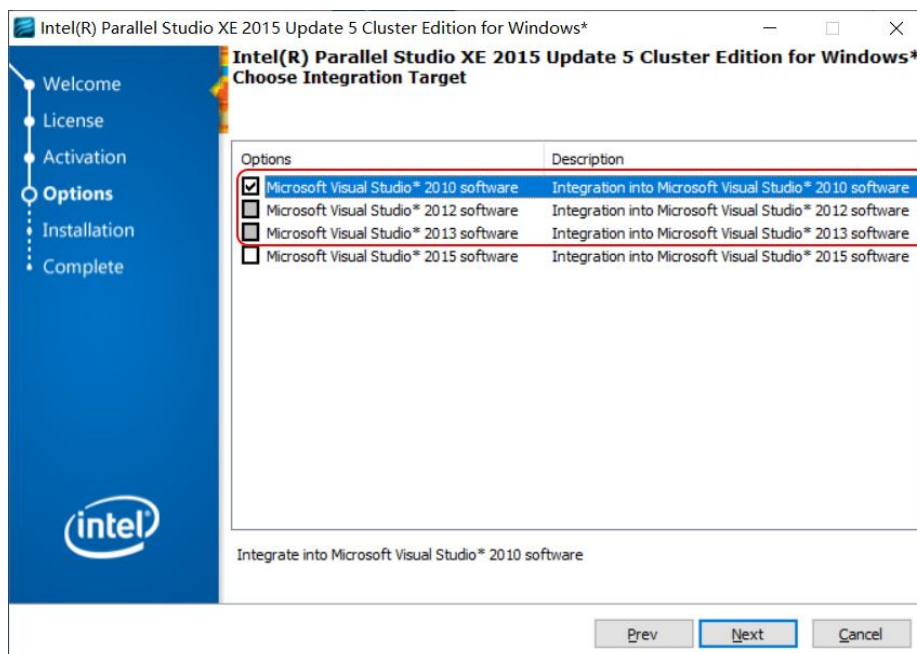 Intel(R) Parallel Studio XE 2015 Update 5 Cluster Edition for Windows*
Intel(R) Parallel Studio XE 2015 Update 5 Cluster Edition for Windows*
Choose Integration Target
Welcome
License
Activation
Options
Installation
Complete
Options Description
Microsoft Visual Studio* 2010 software Integration into Microsoft Visual Studio* 2010 software
Microsoft Visual Studio* 2012 software Integration into Microsoft Visual Studio* 2012 software
Microsoft Visual Studio* 2013 software Integration into Microsoft Visual Studio* 2013 software
Microsoft Visual Studio* 2015 software Integration into Microsoft Visual Studio* 2015 software
intel
Integrate into Microsoft Visual Studio* 2010 software
Prev Next Cancel